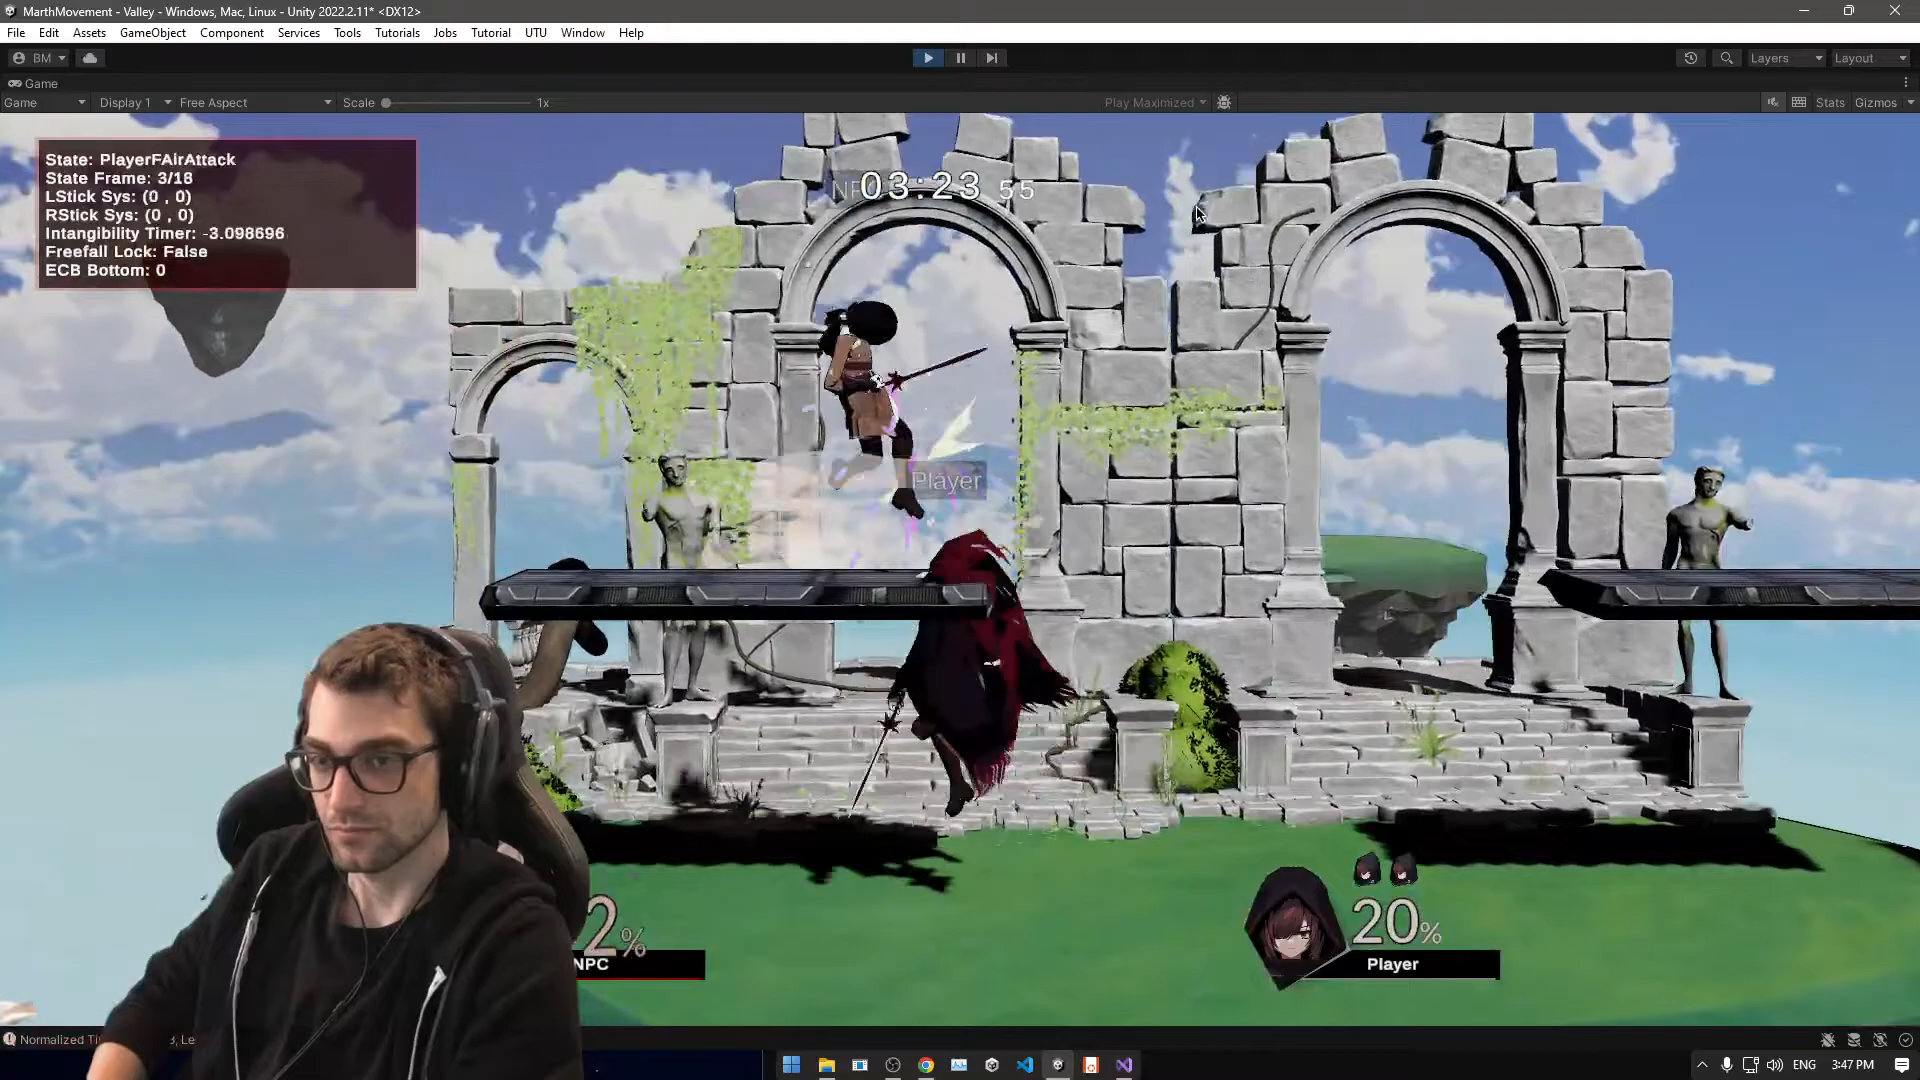 MarthMovement - Valley - Windows, Mac, Linux - Unity 2022.2.11* <DX12>
File Edit Assets GameObject Component Services Tools Tutorials Jobs Tutorial UTU Window Help
BM Layers Layout
Game
Game Display 1 Free Aspect Scale 1x Play Maximized Stats Gizmos
State: PlayerFAirAttack
State Frame: 3/18
LStick Sys: (0 , 0)
RStick Sys: (0 , 0)
Intangibility Timer: -3.098696
Freefall Lock: False
ECB Bottom: 0
03:23 55
Player
2%
NPC
20%
Player
ENG 3:47 PM